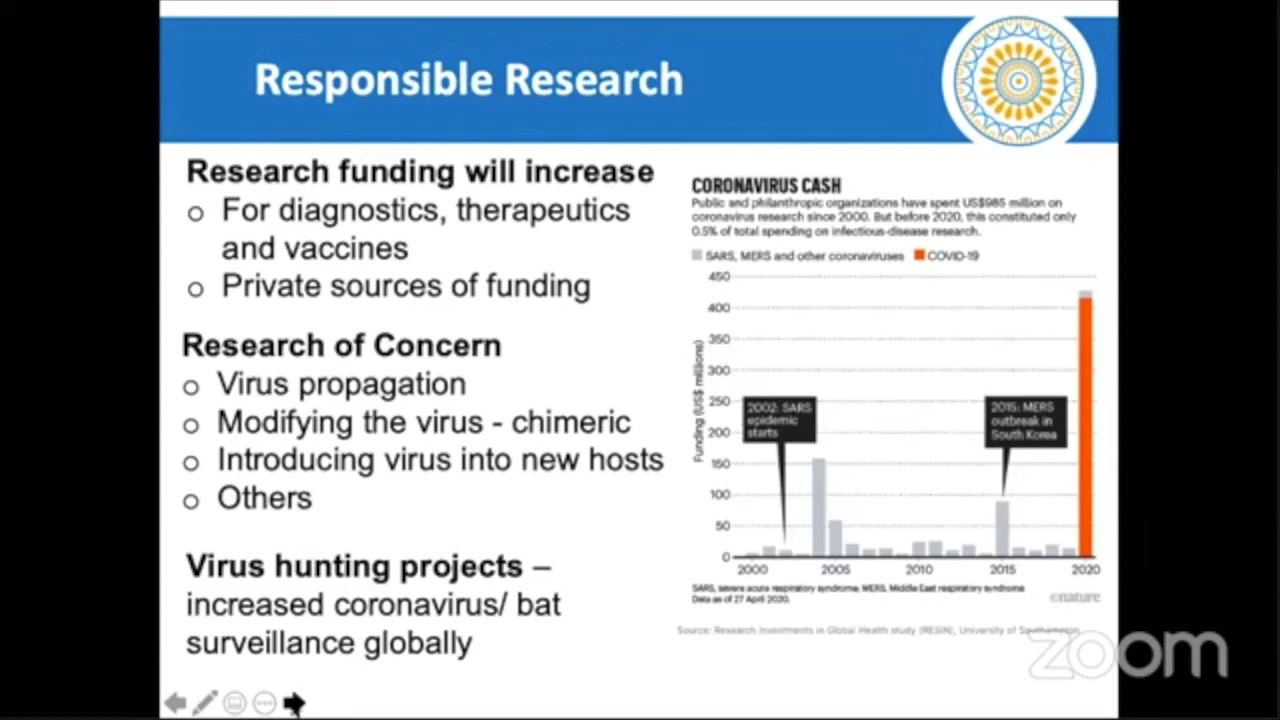 Responsible Research
Research funding will increase
o For diagnostics, therapeutics
and vaccines
o Private sources of funding
Research of Concern
o Virus propagation
o Modifying the virus - chimeric
o Introducing virus into new hosts
o Others
Virus hunting projects –
increased coronavirus/ bat
surveillance globally
CORONAVIRUS CASH
Public and philanthropic organizations have spent US$985 million on
coronavirus research since 2000. But before 2020, this constituted only
0.5% of total spending on infectious-disease research.
SARS, MERS and other coronaviruses COVID-19
Funding (US$ millions)
450
400
350
300
250
200
150
100
50
0
2002: SARS
epidemic
starts
2015: MERS
outbreak in
South Korea
2000 2005 2010 2015 2020
SARS, severe acute respiratory syndrome; MERS, Middle East respiratory syndrome
Data as of 27 April 2020.
©nature
Source: Research Investments in Global Health study (RESIN), University of Southampton
zoom